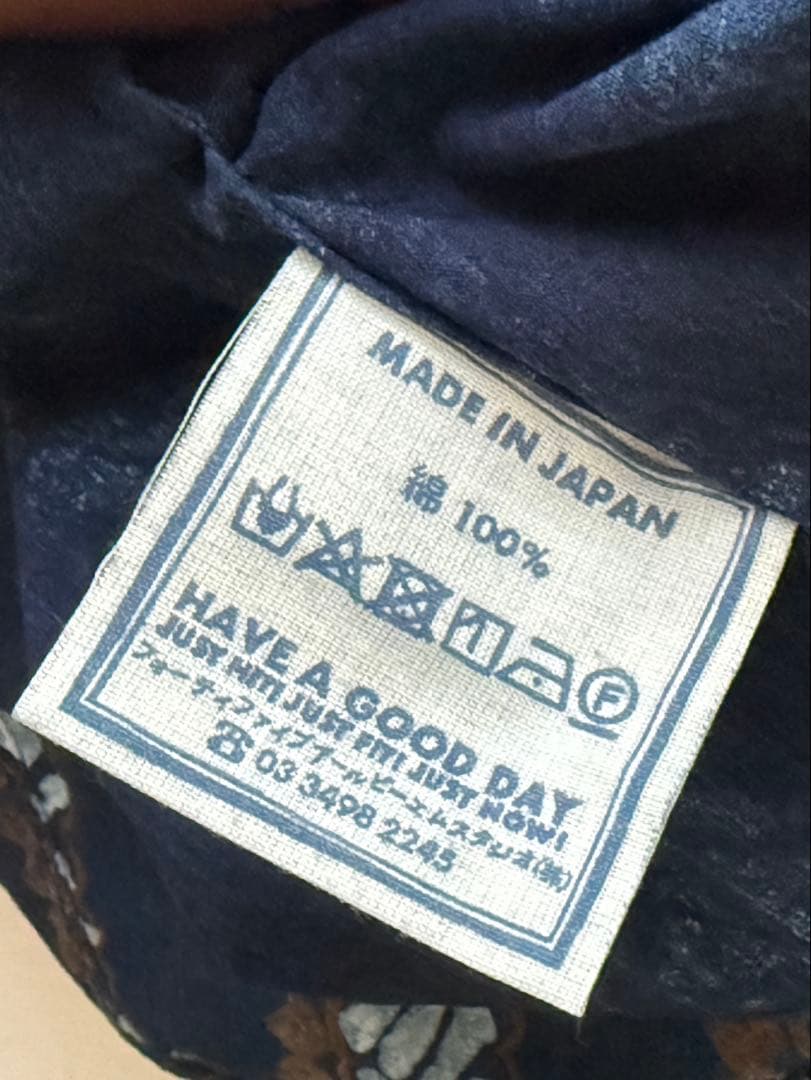 MADE IN JAPAN
綿 100%
F
HAVE A GOOD DAY
JUST HIT! JUST FIT! JUST NOW!
フォーティファイブアールピーエムスタジオ(株)
☎ 03 3498 2245